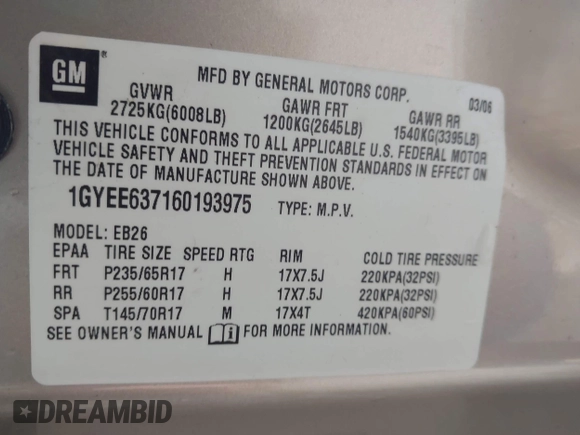 GM ®
MFD BY GENERAL MOTORS CORP. 03/06
GVWR GAWR FRT GAWR RR
2725KG(6008LB) 1200KG(2645LB) 1540KG(3395LB)
THIS VEHICLE CONFORMS TO ALL APPLICABLE U.S. FEDERAL MOTOR
VEHICLE SAFETY AND THEFT PREVENTION STANDARDS IN EFFECT ON
THE DATE OF MANUFACTURE SHOWN ABOVE.
1GYEE637160193975 TYPE: M.P.V.
MODEL: EB26
EPAA TIRE SIZE SPEED RTG RIM COLD TIRE PRESSURE
FRT P235/65R17 H 17X7.5J 220KPA(32PSI)
RR P255/60R17 H 17X7.5J 220KPA(32PSI)
SPA T145/70R17 M 17X4T 420KPA(60PSI)
SEE OWNER'S MANUAL FOR MORE INFORMATION.
DREAMBID